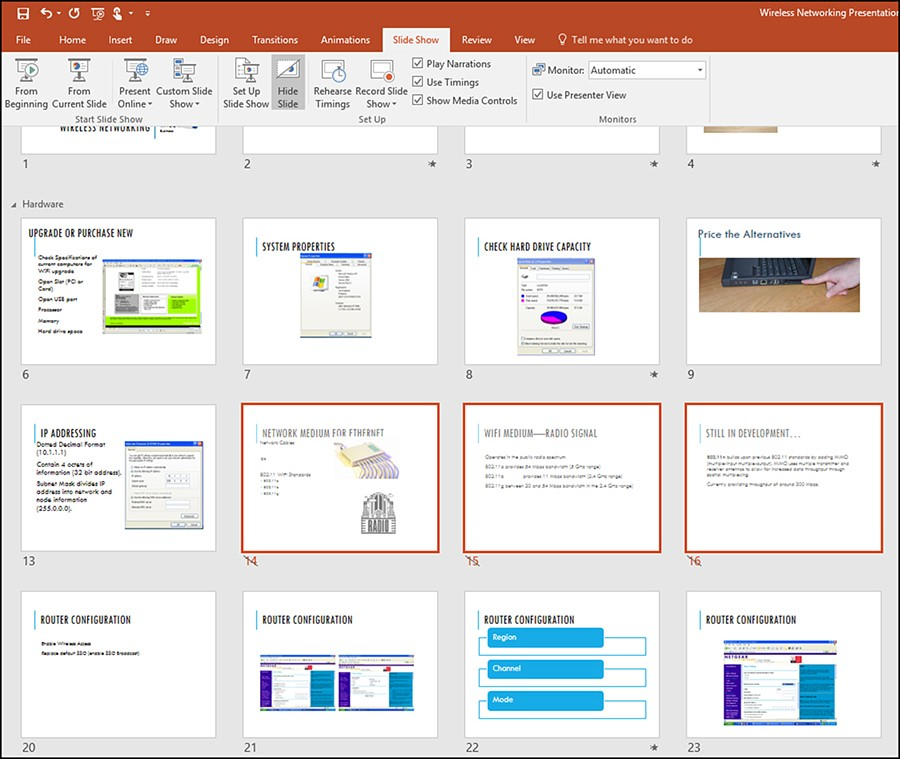 Wireless Networking Presentation
File Home Insert Draw Design Transitions Animations Slide Show Review View Tell me what you want to do
From Beginning
From Current Slide
Present Online
Custom Slide Show
Start Slide Show
Set Up Slide Show
Hide Slide
Rehearse Timings
Record Slide Show
Play Narrations
Use Timings
Show Media Controls
Set Up
Monitor: Automatic
Use Presenter View
Monitors
WIRELESS NETWORKING
1
2
3
4
Hardware
UPGRADE OR PURCHASE NEW
Check Specifications of
current computers for
WiFi upgrade
Open Slot (PCI or
Card)
Open USB port
Processor
Memory
Hard drive space
6
SYSTEM PROPERTIES
7
CHECK HARD DRIVE CAPACITY
8
Price the Alternatives
9
IP ADDRESSING
Dotted Decimal Format
(10.1.1.1)
Contain 4 octets of
information (32 bit address).
Subnet Mask divides IP
address into network and
node information
(255.0.0.0).
13
NETWORK MEDIUM FOR ETHERNET
Network Cables
802.11 WiFi Standards
802.11a
802.11g
RADIO
14
WIFI MEDIUM—RADIO SIGNAL
Operates in the public radio spectrum
802.11a provides 54 Mbps bandwidth (5 GHz range)
provides 11 Mbps bandwidth (2.4 GHz range)
802.11g between 20 and 54 Mbps bandwidth in the 2.4 GHz range)
15
STILL IN DEVELOPMENT...
802.11n builds upon previous 802.11 standards by adding MIMO
(multiple-input multiple-output). MIMO uses multiple transmitter and
receiver antennas to allow for increased data throughput through
spatial multiplexing.
Currently providing throughput of around 300 Mbps.
16
ROUTER CONFIGURATION
Enable Wireless Access
Replace default SSID (enable SSID Broadcast)
20
ROUTER CONFIGURATION
NETGEAR
21
ROUTER CONFIGURATION
Region
Channel
Mode
22
ROUTER CONFIGURATION
NETGEAR
23